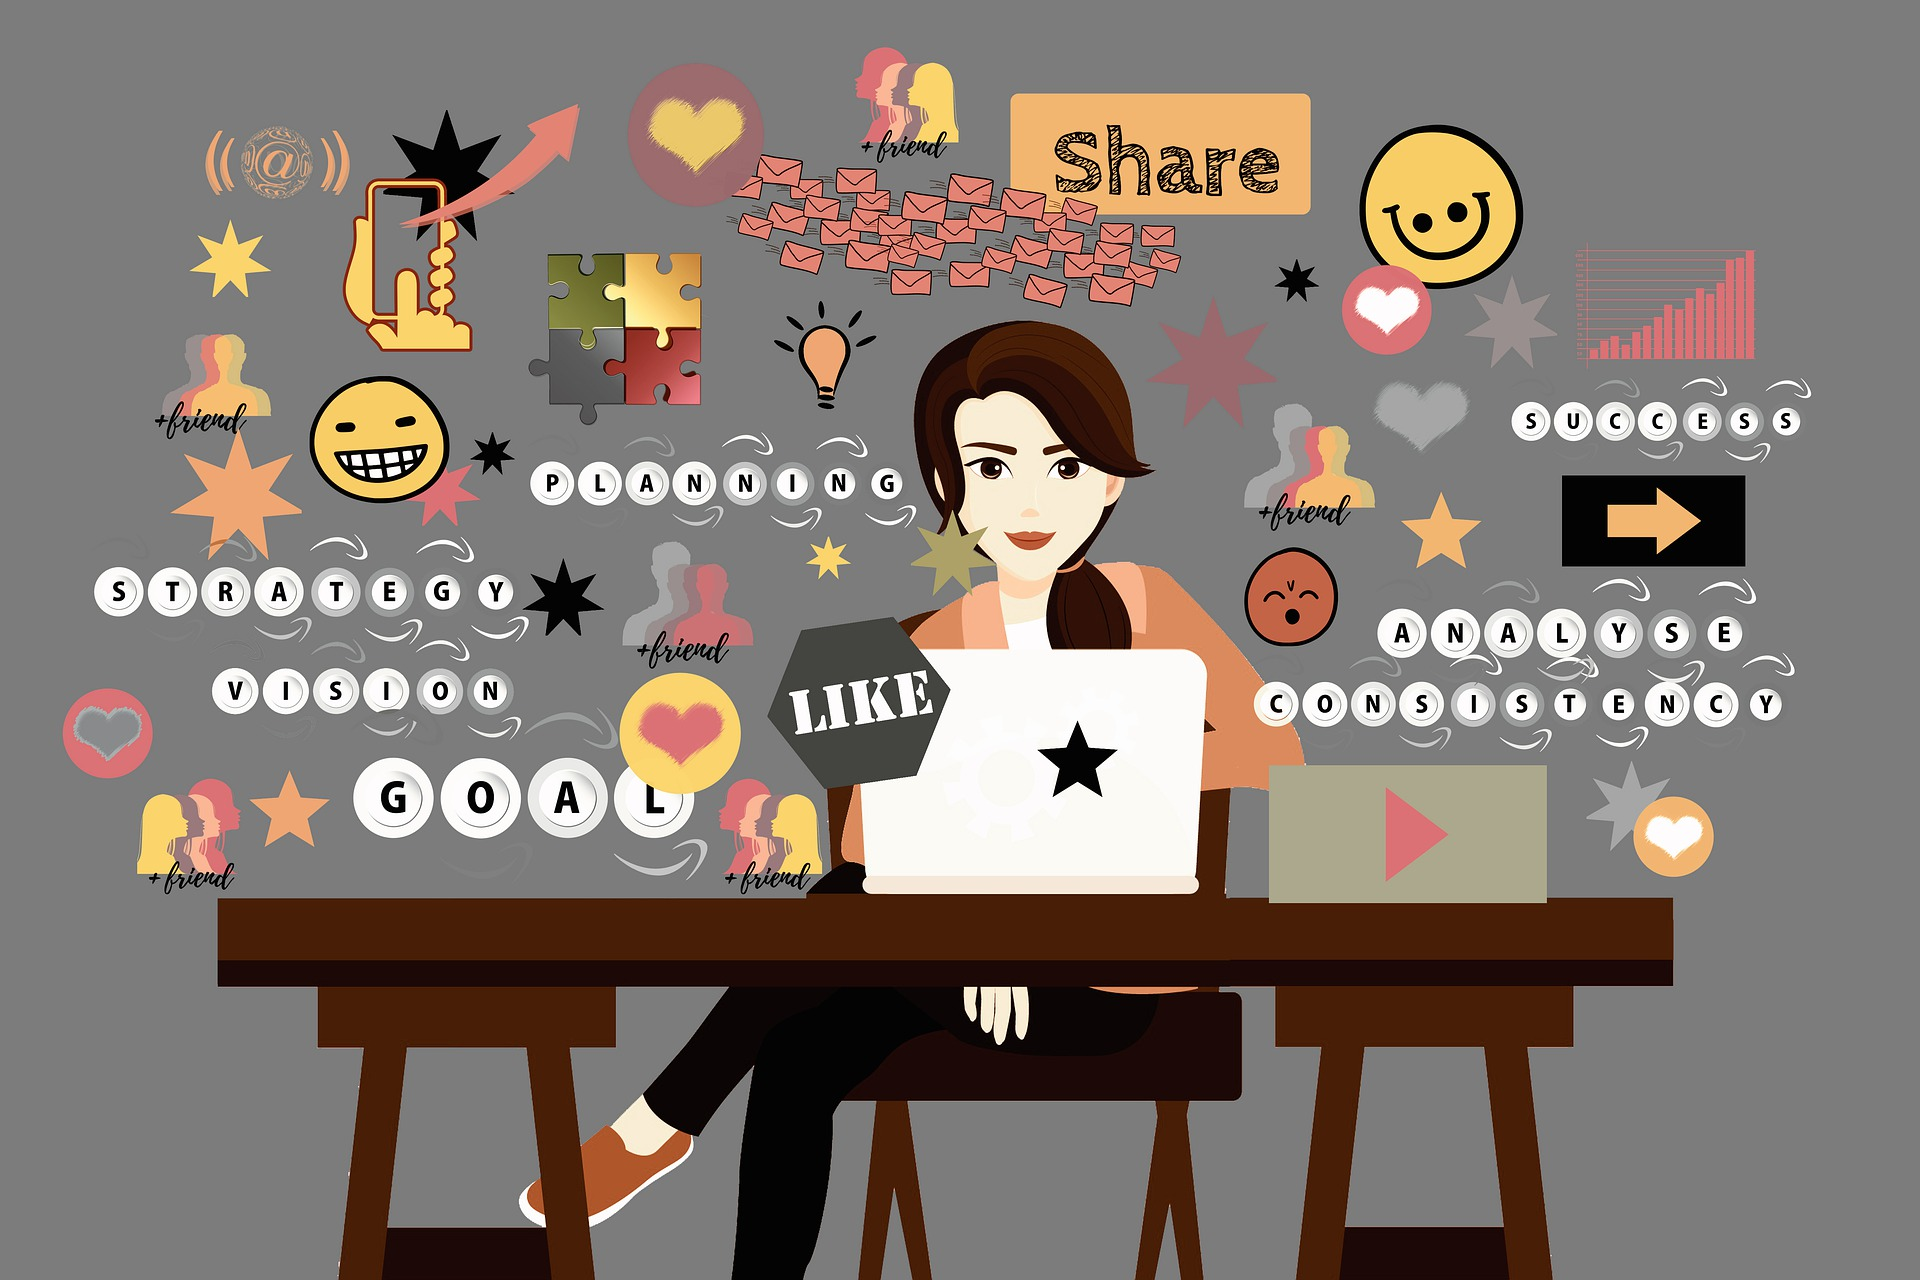 + friend
Share
@
+friend
SUCCESS
PLANNING
+friend
STRATEGY
+friend
ANALYSE
VISION
CONSISTENCY
LIKE
GOAL
+ friend
+ friend